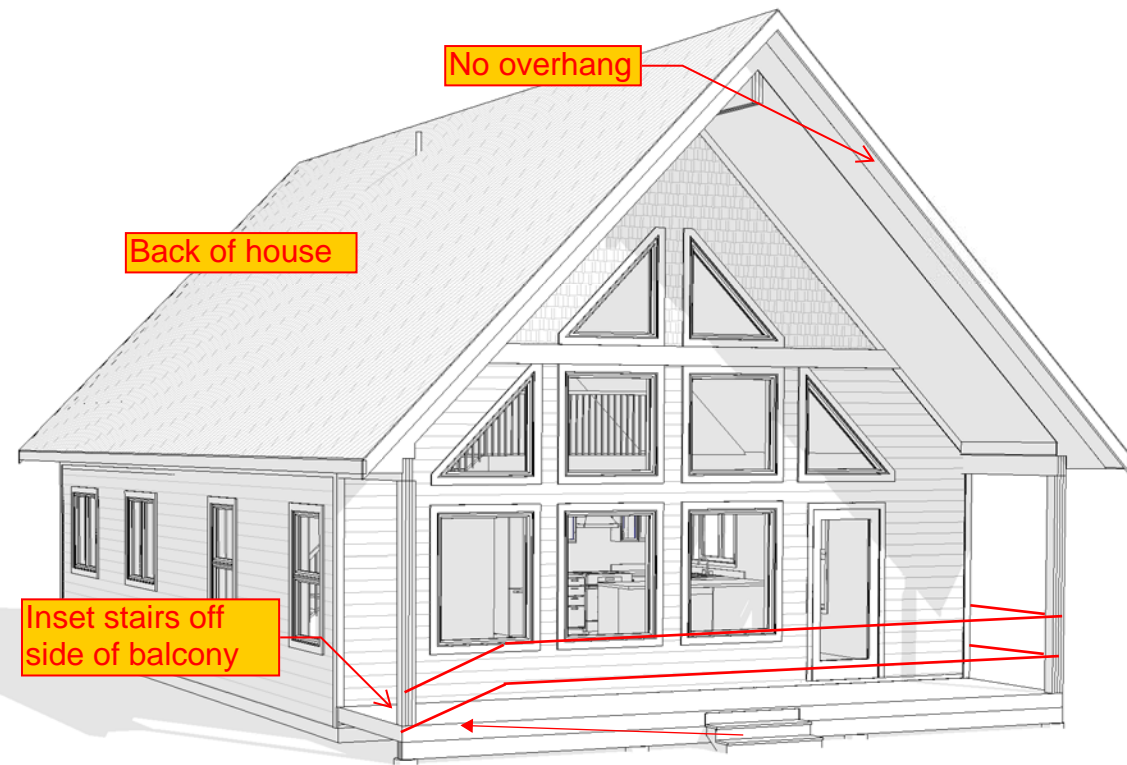 No overhang
Back of house
Inset stairs off
side of balcony